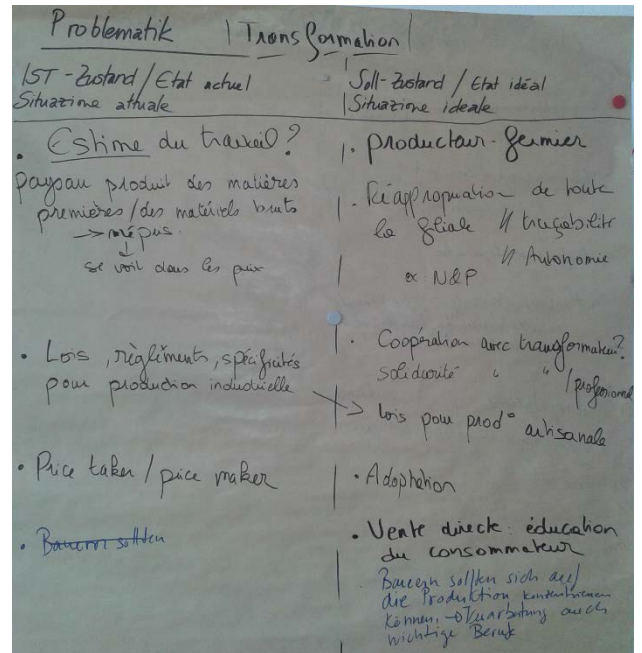 Problematik | Transformation |
IST-Zustand / Etat actuel
Situazione attuale
Soll-Zustand / Etat idéal
Situazione ideale
• Estime du travail?
paysan produit des matières
premières / des matériels bruts
→ mépris
↓
se voit dans les prix
• Lois, règlements, spécificités
pour production industrielle
• Price taker / price maker
• Bauern sollten
• producteur-fermier
• Réappropriation de toute
la filiale // traçabilité
// Autonomie
N&P
• Coopération avec transformateur?
solidarité " " / professionnel
→ lois pour prod° artisanale
• Adaptation
• Vente directe: éducation
du consommateur
Bauern sollten sich auf
die Produktion konzentrieren
können, → Verarbeitung auch
wichtige Beruf